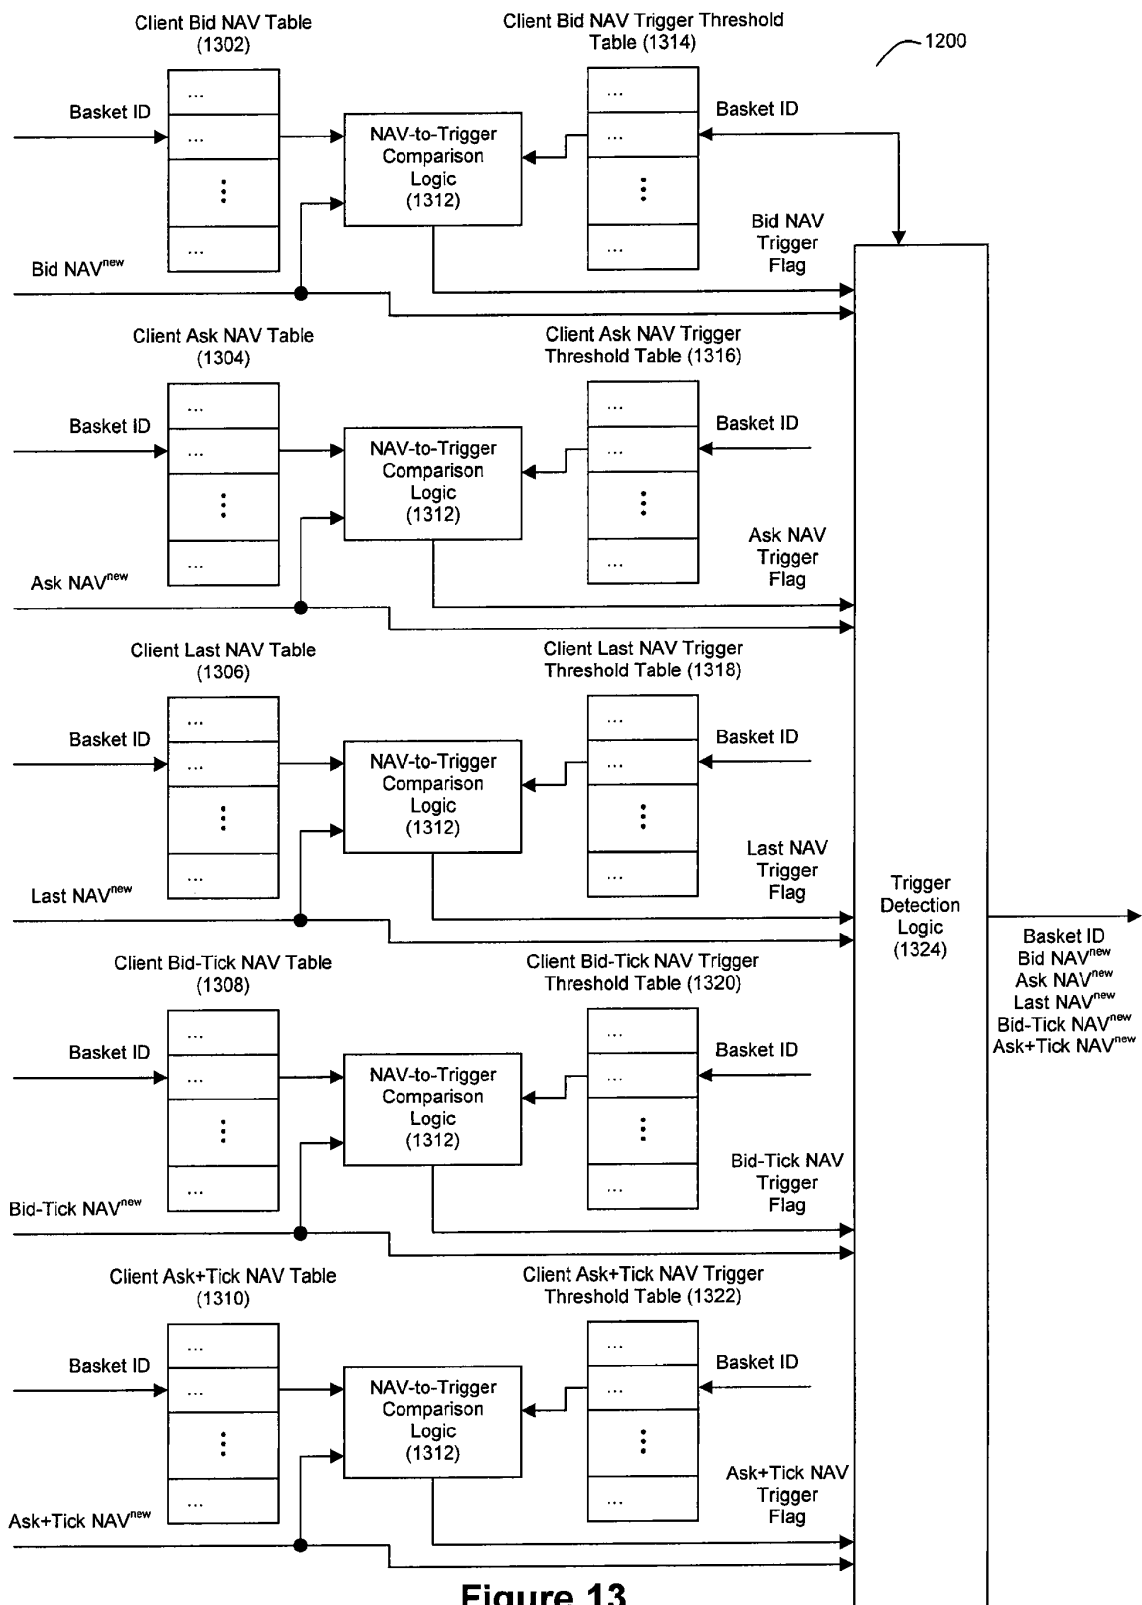 Client Bid NAV Table
(1302)
Client Bid NAV Trigger Threshold
Table (1314)
1200
Basket ID
...
...
...
NAV-to-Trigger
Comparison
Logic
(1312)
...
...
...
Basket ID
Bid NAV
Trigger
Flag
Bid NAVnew
Client Ask NAV Table
(1304)
Client Ask NAV Trigger
Threshold Table (1316)
Basket ID
...
...
...
NAV-to-Trigger
Comparison
Logic
(1312)
...
...
...
Basket ID
Ask NAV
Trigger
Flag
Ask NAVnew
Client Last NAV Table
(1306)
Client Last NAV Trigger
Threshold Table (1318)
Basket ID
...
...
...
NAV-to-Trigger
Comparison
Logic
(1312)
...
...
...
Basket ID
Last NAV
Trigger
Flag
Last NAVnew
Trigger
Detection
Logic
(1324)
Basket ID
Bid NAVnew
Ask NAVnew
Last NAVnew
Bid-Tick NAVnew
Ask+Tick NAVnew
Client Bid-Tick NAV Table
(1308)
Client Bid-Tick NAV Trigger
Threshold Table (1320)
Basket ID
...
...
...
NAV-to-Trigger
Comparison
Logic
(1312)
...
...
...
Basket ID
Bid-Tick NAV
Trigger
Flag
Bid-Tick NAVnew
Client Ask+Tick NAV Table
(1310)
Client Ask+Tick NAV Trigger
Threshold Table (1322)
Basket ID
...
...
...
NAV-to-Trigger
Comparison
Logic
(1312)
...
...
...
Basket ID
Ask+Tick NAV
Trigger
Flag
Ask+Tick NAVnew
Figure 13